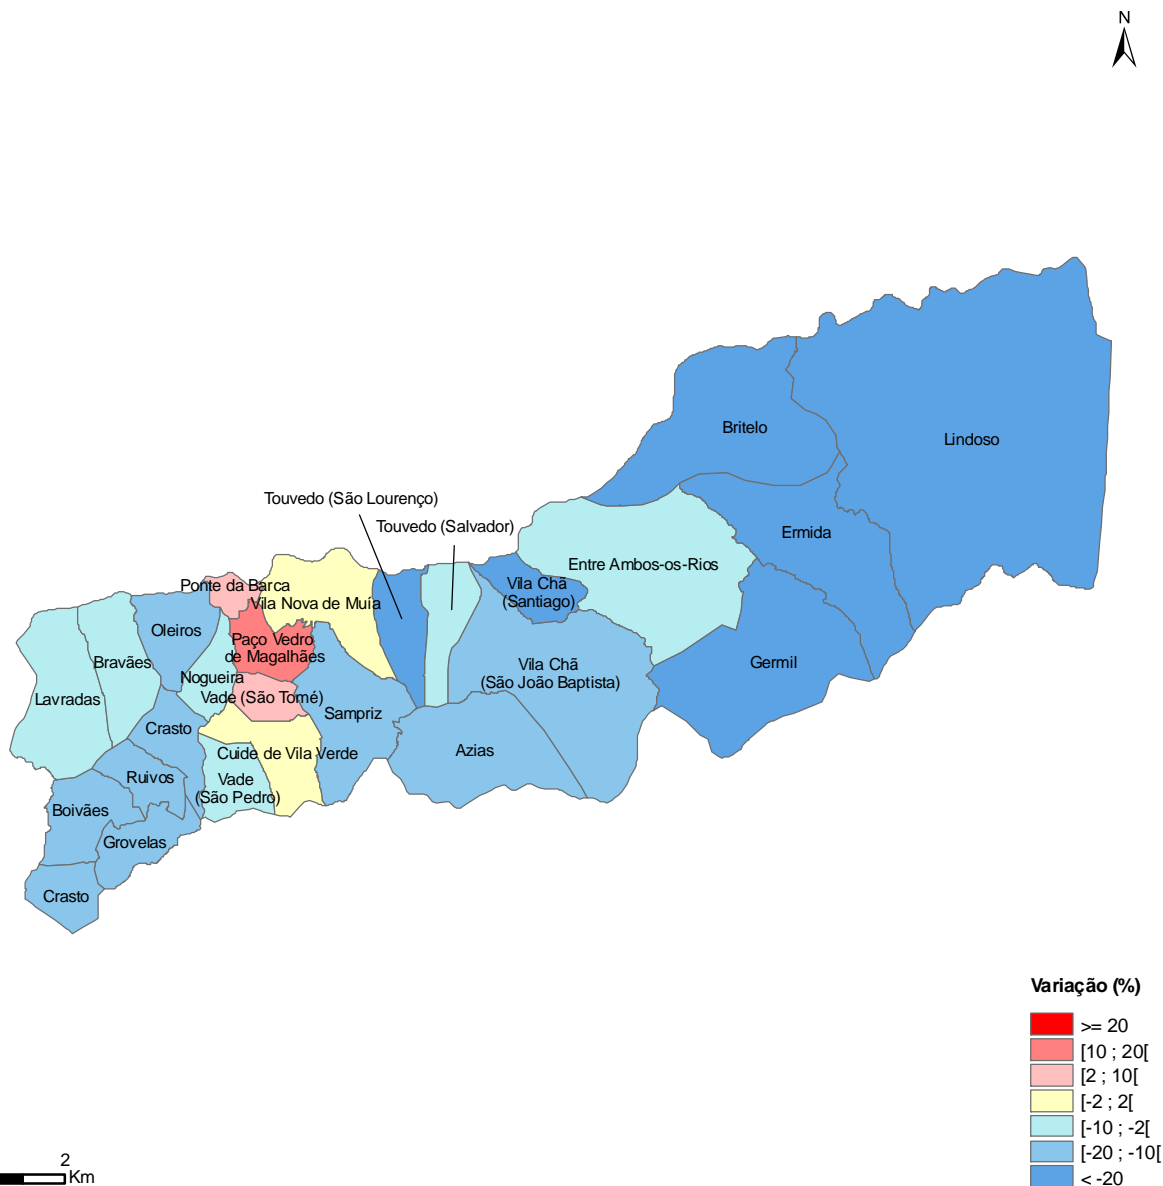 N
Britelo
Lindoso
Touvedo (São Lourenço)
Touvedo (Salvador)
Ermida
Entre Ambos-os-Rios
Ponte da Barca
Vila Chã
(Santiago)
Vila Nova de Muía
Oleiros
Paço Vedro
de Magalhães
Bravães
Germil
Vila Chã
(São João Baptista)
Nogueira
Lavradas
Vade (São Tomé)
Sampriz
Crasto
Azias
Cuide de Vila Verde
Ruivos
Vade
(São Pedro)
Boivães
Grovelas
Crasto
Variação (%)
>= 20
[10 ; 20[
[2 ; 10[
[-2 ; 2[
[-10 ; -2[
[-20 ; -10[
< -20
2
Km